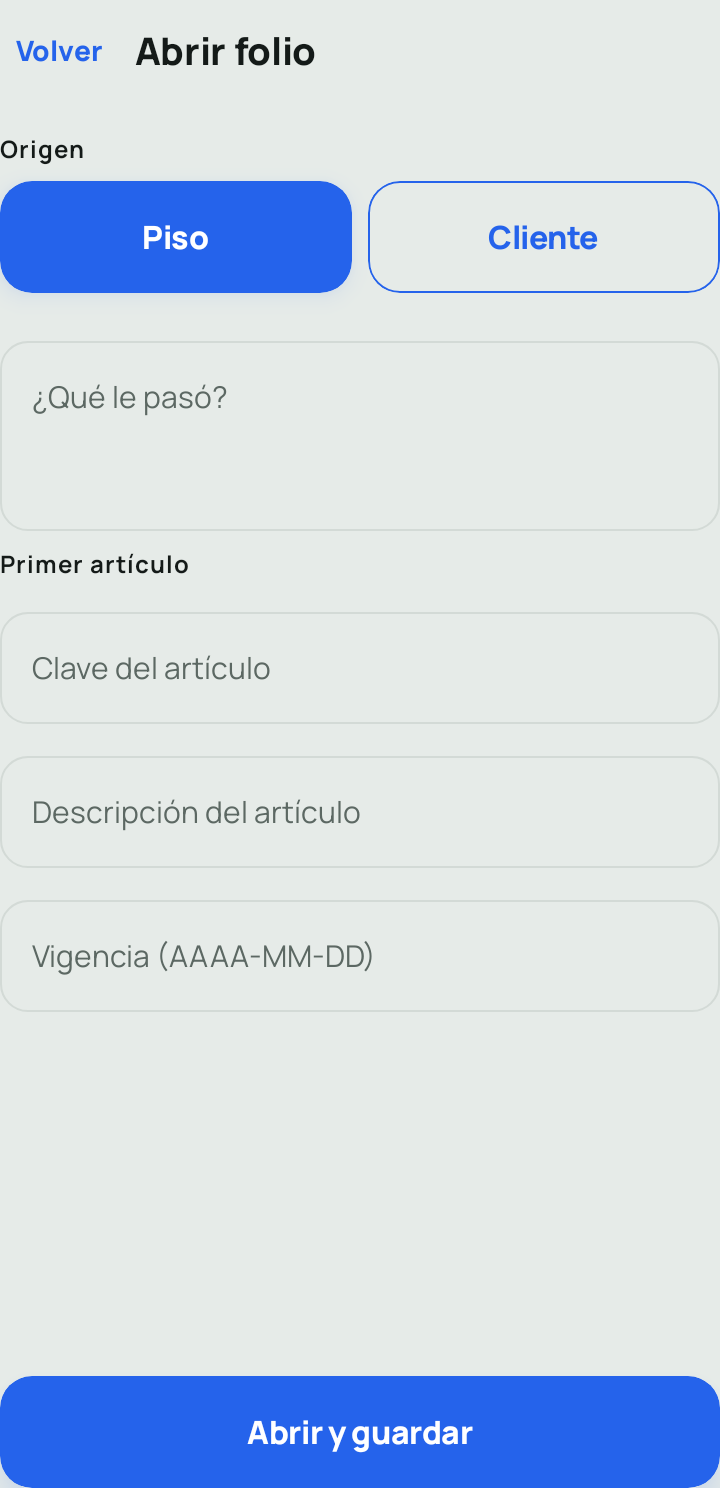 Volver Abrir folio
Origen
Piso Cliente
¿Qué le pasó?
Primer artículo
Clave del artículo
Descripción del artículo
Vigencia (AAAA-MM-DD)
Abrir y guardar